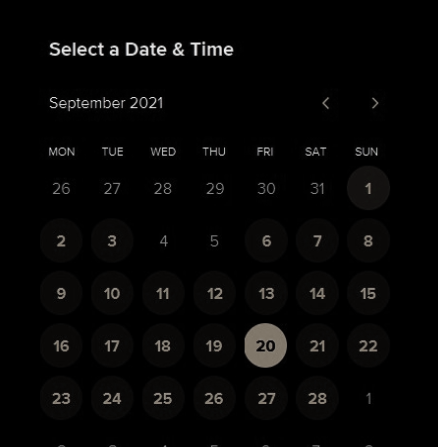 Select a Date & Time
September 2021
MON TUE WED THU FRI SAT SUN
26 27 28 29 30 31 1
2 3 4 5 6 7 8
9 10 11 12 13 14 15
16 17 18 19 20 21 22
23 24 25 26 27 28 1